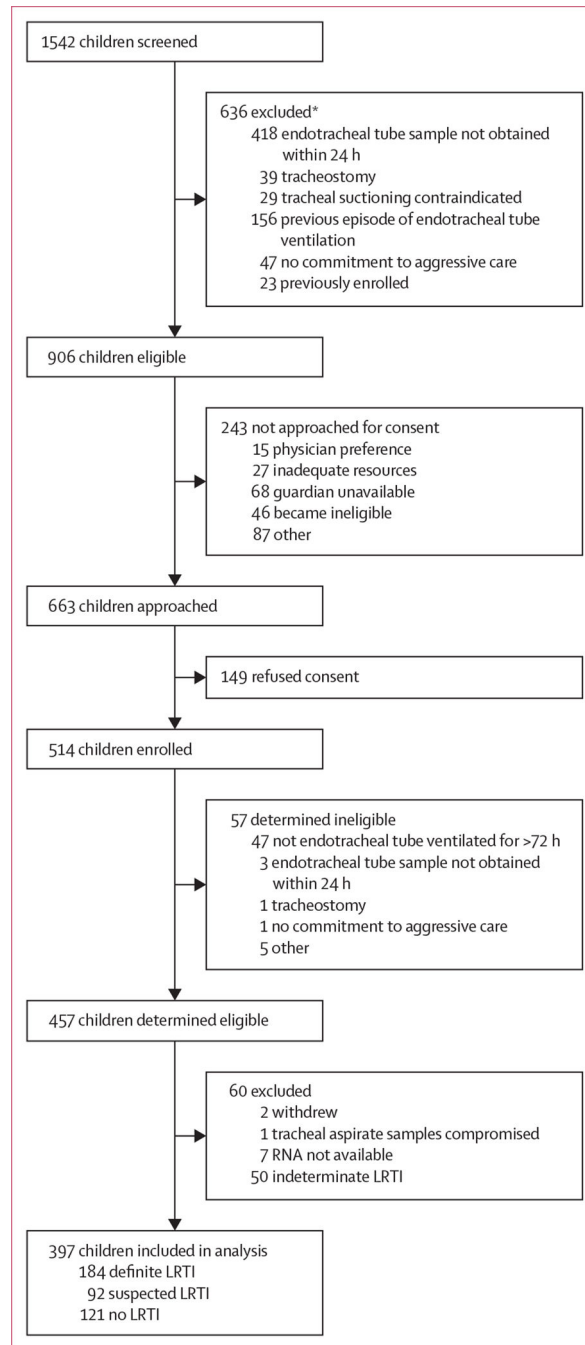 1542 children screened
636 excluded*
418 endotracheal tube sample not obtained
within 24 h
39 tracheostomy
29 tracheal suctioning contraindicated
156 previous episode of endotracheal tube
ventilation
47 no commitment to aggressive care
23 previously enrolled
906 children eligible
243 not approached for consent
15 physician preference
27 inadequate resources
68 guardian unavailable
46 became ineligible
87 other
663 children approached
149 refused consent
514 children enrolled
57 determined ineligible
47 not endotracheal tube ventilated for >72 h
3 endotracheal tube sample not obtained
within 24 h
1 tracheostomy
1 no commitment to aggressive care
5 other
457 children determined eligible
60 excluded
2 withdrew
1 tracheal aspirate samples compromised
7 RNA not available
50 indeterminate LRTI
397 children included in analysis
184 definite LRTI
92 suspected LRTI
121 no LRTI